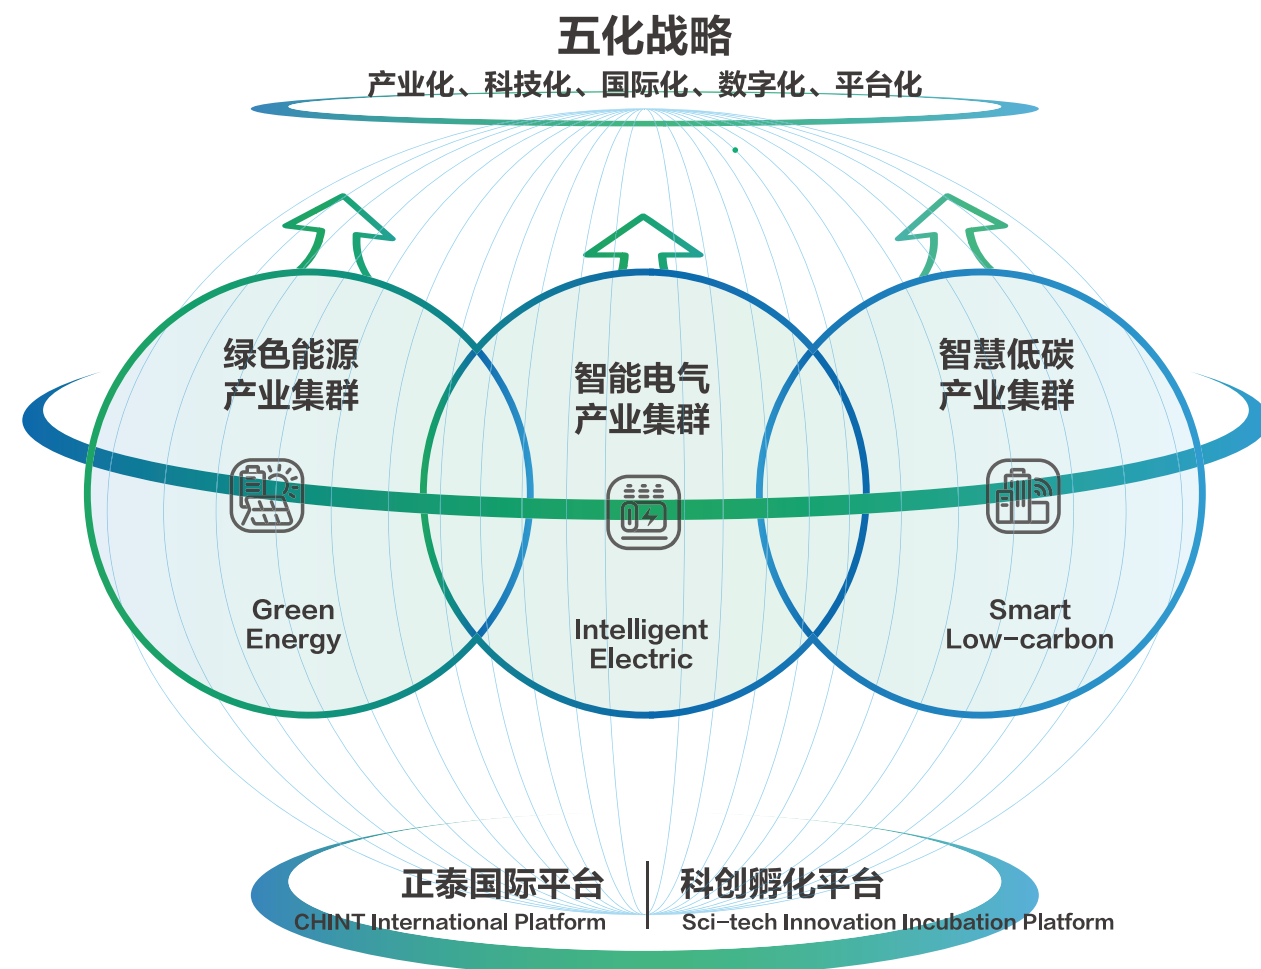 五化战略
产业化、科技化、国际化、数字化、平台化
绿色能源
产业集群
Green
Energy
智能电气
产业集群
Intelligent
Electric
智慧低碳
产业集群
Smart
Low-carbon
正泰国际平台
CHINT International Platform
科创孵化平台
Sci-tech Innovation Incubation Platform